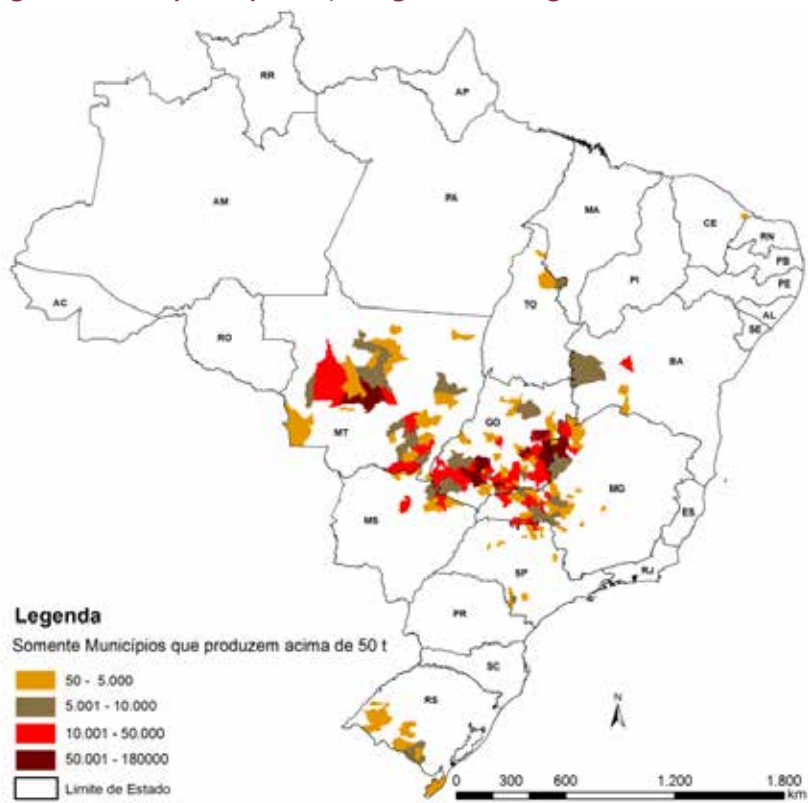 RR
AP
AM
PA
MA
CE
RN
PB
PE
AL
SE
PI
TO
AC
RO
BA
MT
GO
MG
ES
MS
SP
RJ
PR
SC
RS
Legenda
Somente Municípios que produzem acima de 50 t
50 - 5.000
5.001 - 10.000
10.001 - 50.000
50.001 - 180000
Limite de Estado
N
0 300 600 1.200 1.800
km